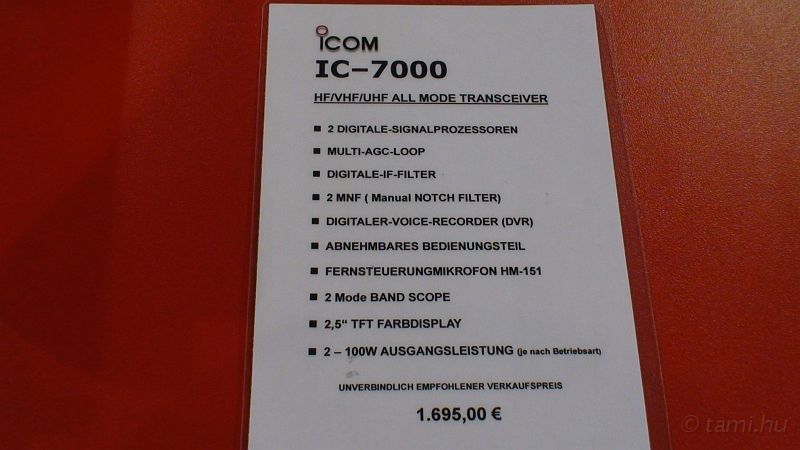 ICOM
IC–7000
HF/VHF/UHF ALL MODE TRANSCEIVER
■ 2 DIGITALE-SIGNALPROZESSOREN
■ MULTI-AGC-LOOP
■ DIGITALE-IF-FILTER
■ 2 MNF ( Manual NOTCH FILTER)
■ DIGITALER-VOICE-RECORDER (DVR)
■ ABNEHMBARES BEDIENUNGSTEIL
■ FERNSTEUERUNGMIKROFON HM-151
■ 2 Mode BAND SCOPE
■ 2,5“ TFT FARBDISPLAY
■ 2 – 100W AUSGANGSLEISTUNG (je nach Betriebsart)
UNVERBINDLICH EMPFOHLENER VERKAUFSPREIS
1.695,00 €
© tami.hu